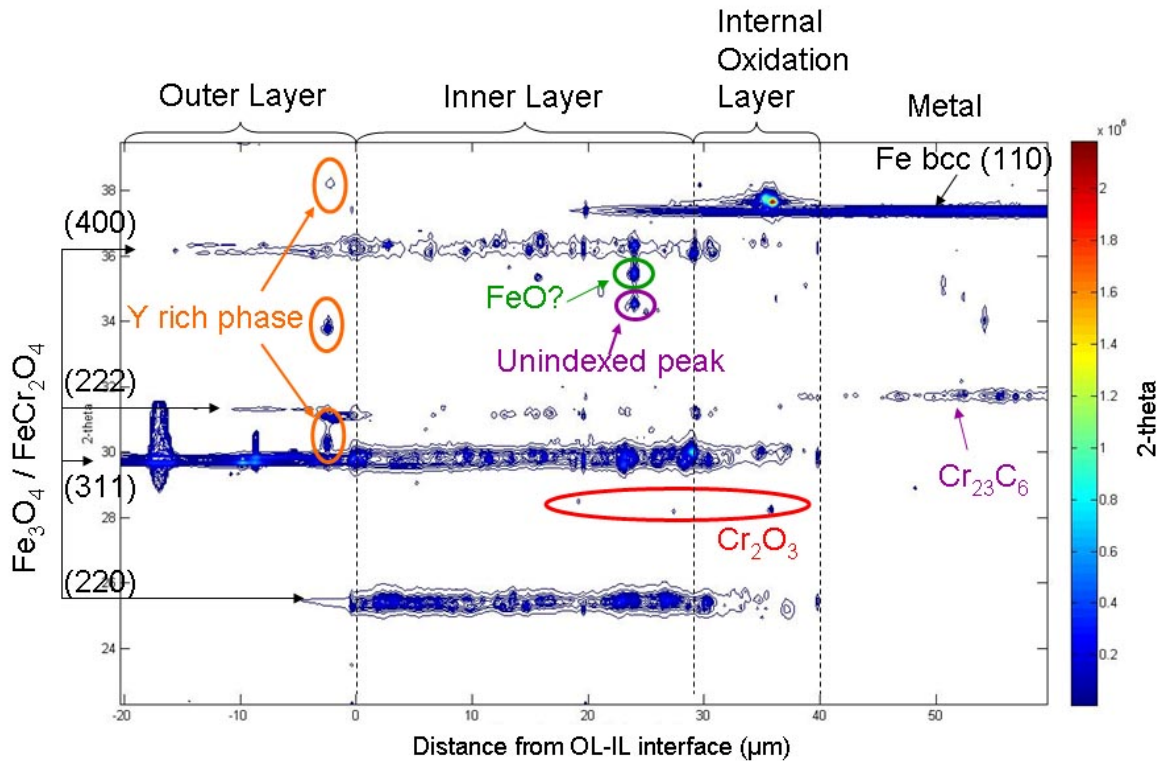 Internal
Oxidation
Layer
Outer Layer
Inner Layer
Metal
x 10⁶
Fe bcc (110)
38
2
(400)
1.8
36
FeO?
1.6
Y rich phase
34
1.4
Unindexed peak
(222)
32
1.2
2-theta
2-theta
30
1
(311)
Cr₂₃C₆
0.8
28
Cr₂O₃
Fe₃O₄ / FeCr₂O₄
0.6
(220)
26
0.4
24
0.2
-20 -10 0 10 20 30 40 50
Distance from OL-IL interface (µm)